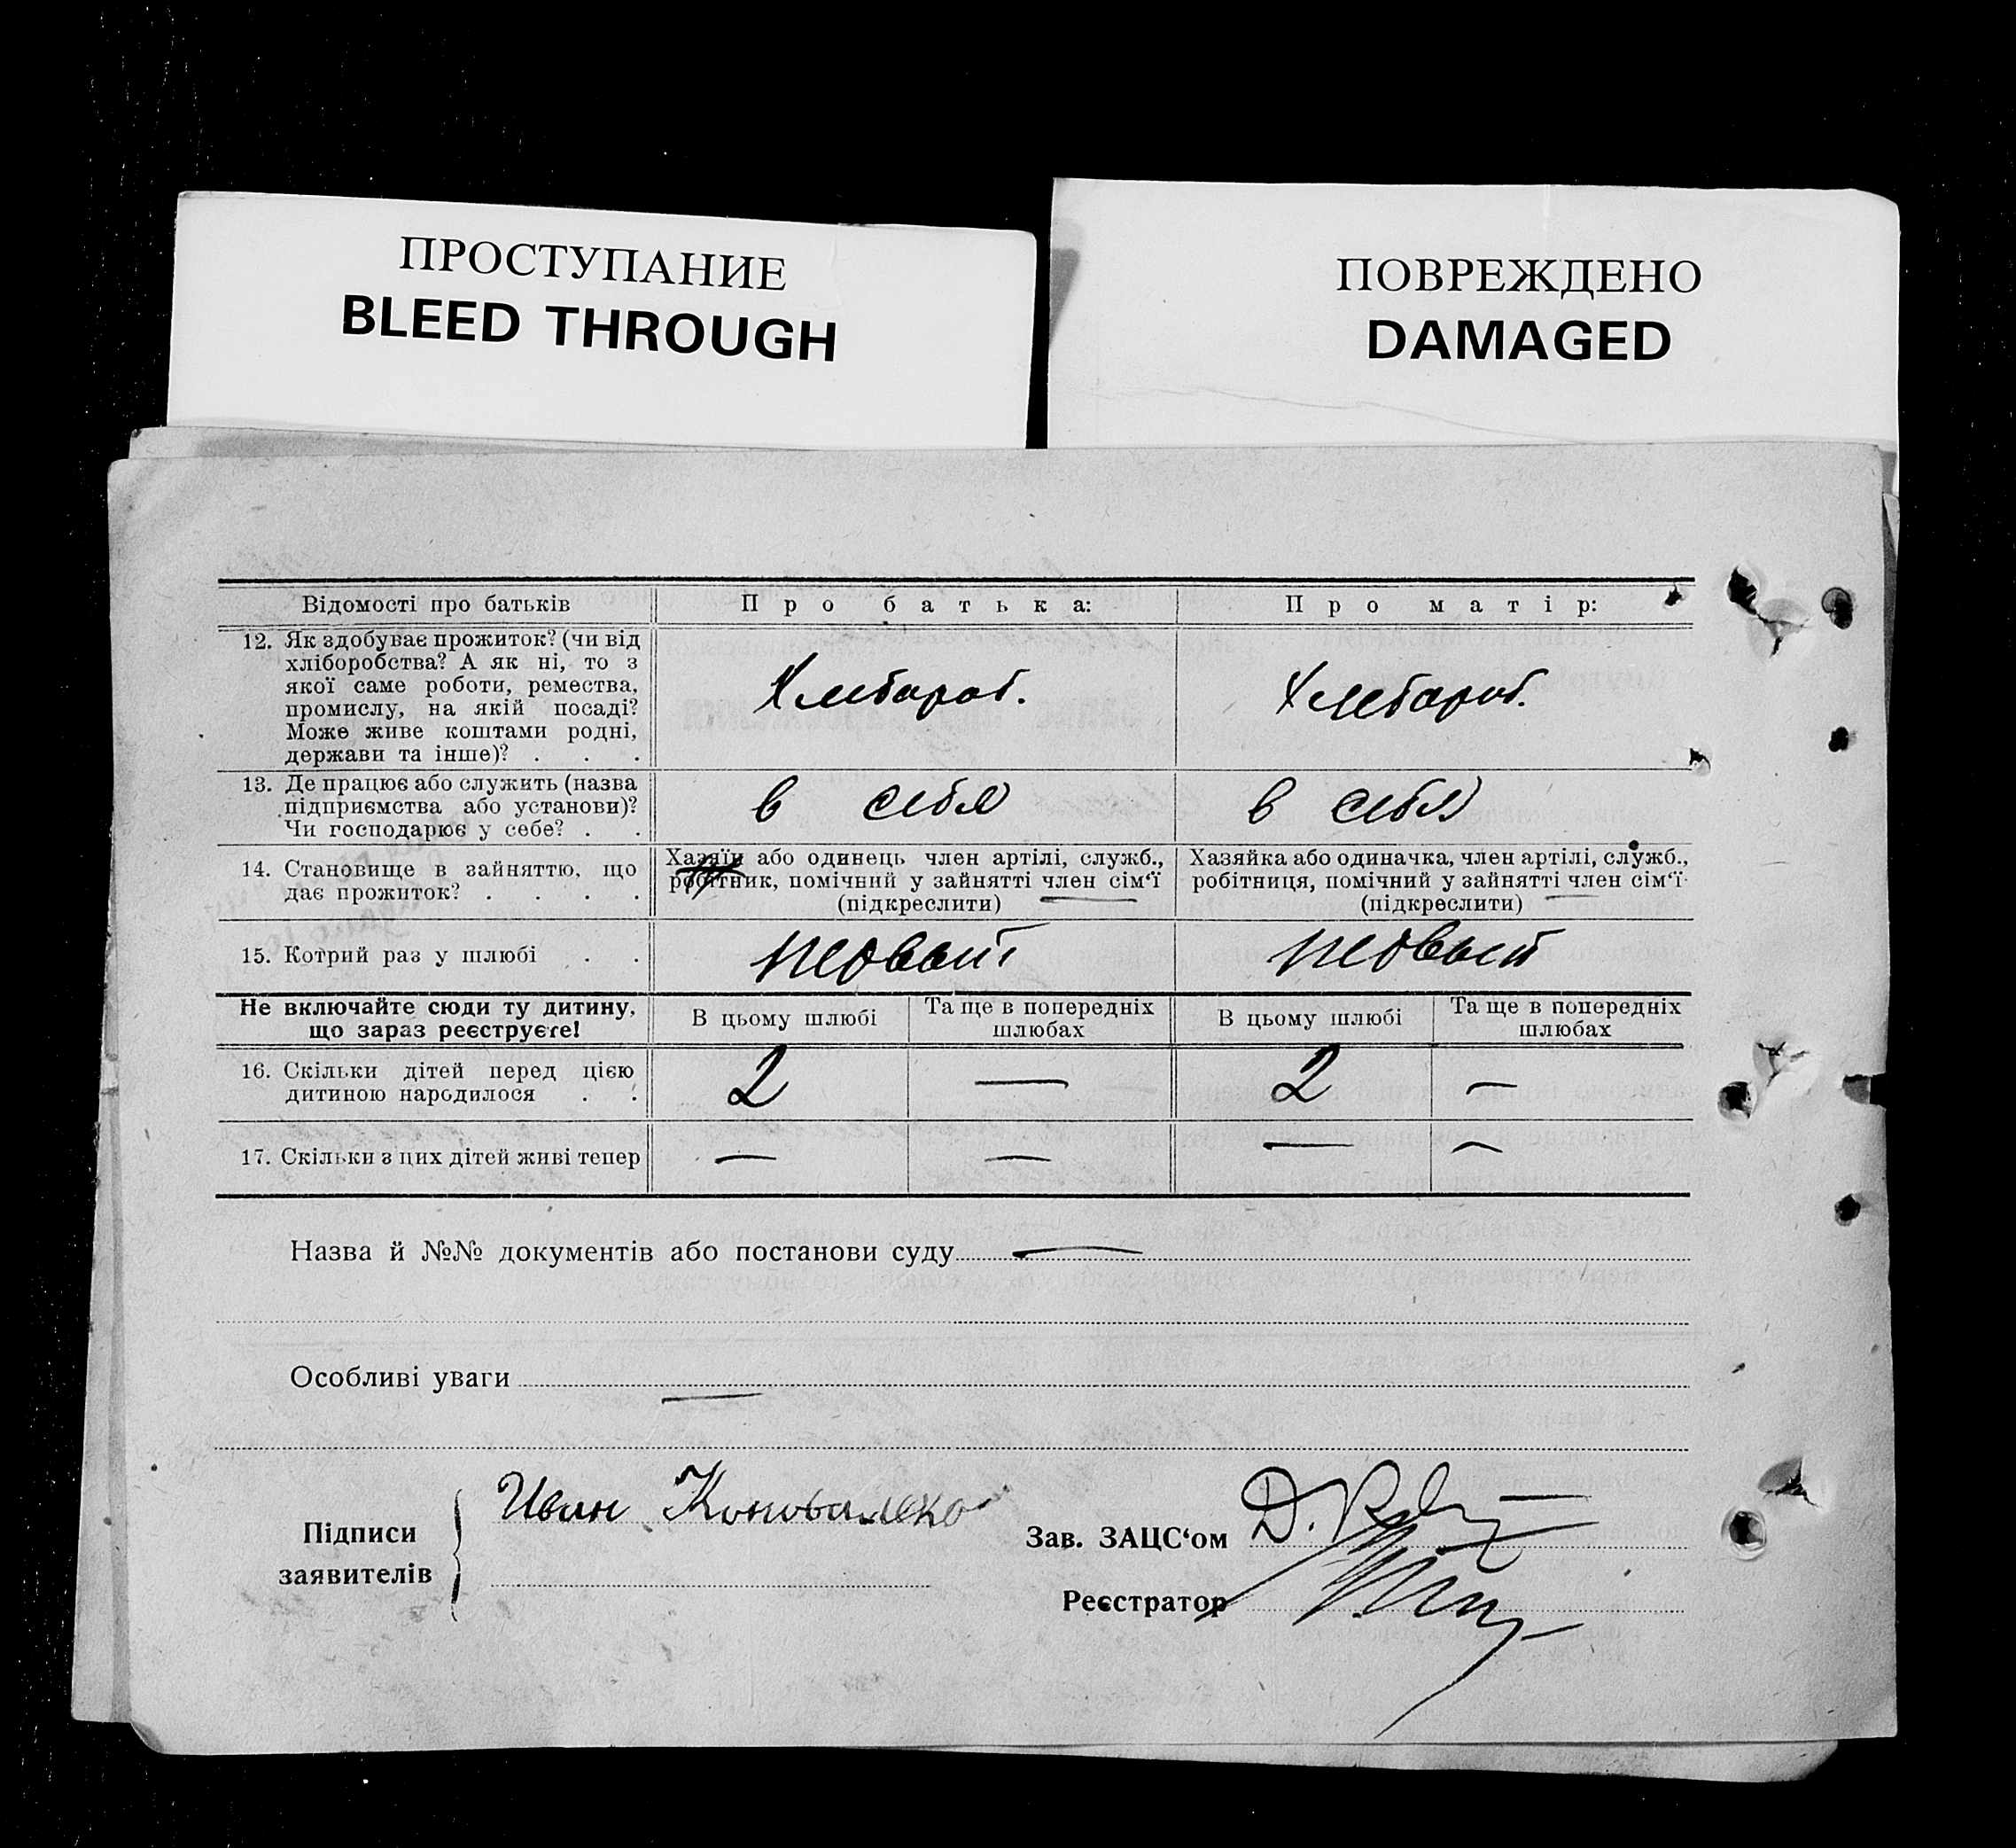 ПРОСТУПАНИЕ
BLEED THROUGH
ПОВРЕЖДЕНО
DAMAGED
Відомості про батьків
Про батька:
Про матір:
12. Як здобуває прожиток? (чи від
хліборобства? А як ні, то з
якої саме роботи, ремества,
промислу, на якій посаді?
Може живе коштами родні,
держави та інше)? . . .
Хлебороб.
Хлебороб.
13. Де працює або служить (назва
підприємства або установи)?
Чи господарює у себе? . .
в себя
в себя
14. Становище в зайняттю, що
дає прожиток? . . . .
Хазяїн або одинець член артілі, служб.,
робітник, помічний у зайнятті член сім‘ї
(підкреслити)
Хазяйка або одиначка, член артілі, служб.,
робітниця, помічний у зайнятті член сім‘ї
(підкреслити)
15. Котрий раз у шлюбі . .
первый
первый
Не включайте сюди ту дитину,
що зараз реєструєте!
В цьому шлюбі
Та ще в попередніх
шлюбах
В цьому шлюбі
Та ще в попередніх
шлюбах
16. Скільки дітей перед цією
дитиною народилося . .
2
—
2
—
17. Скільки з цих дітей живі тепер
—
—
—
—
Назва й №№ документів або постанови суду —
Особливі уваги —
Підписи
заявителів
Иван Коновалеко
Зав. ЗАЦС‘ом
Реєстратор